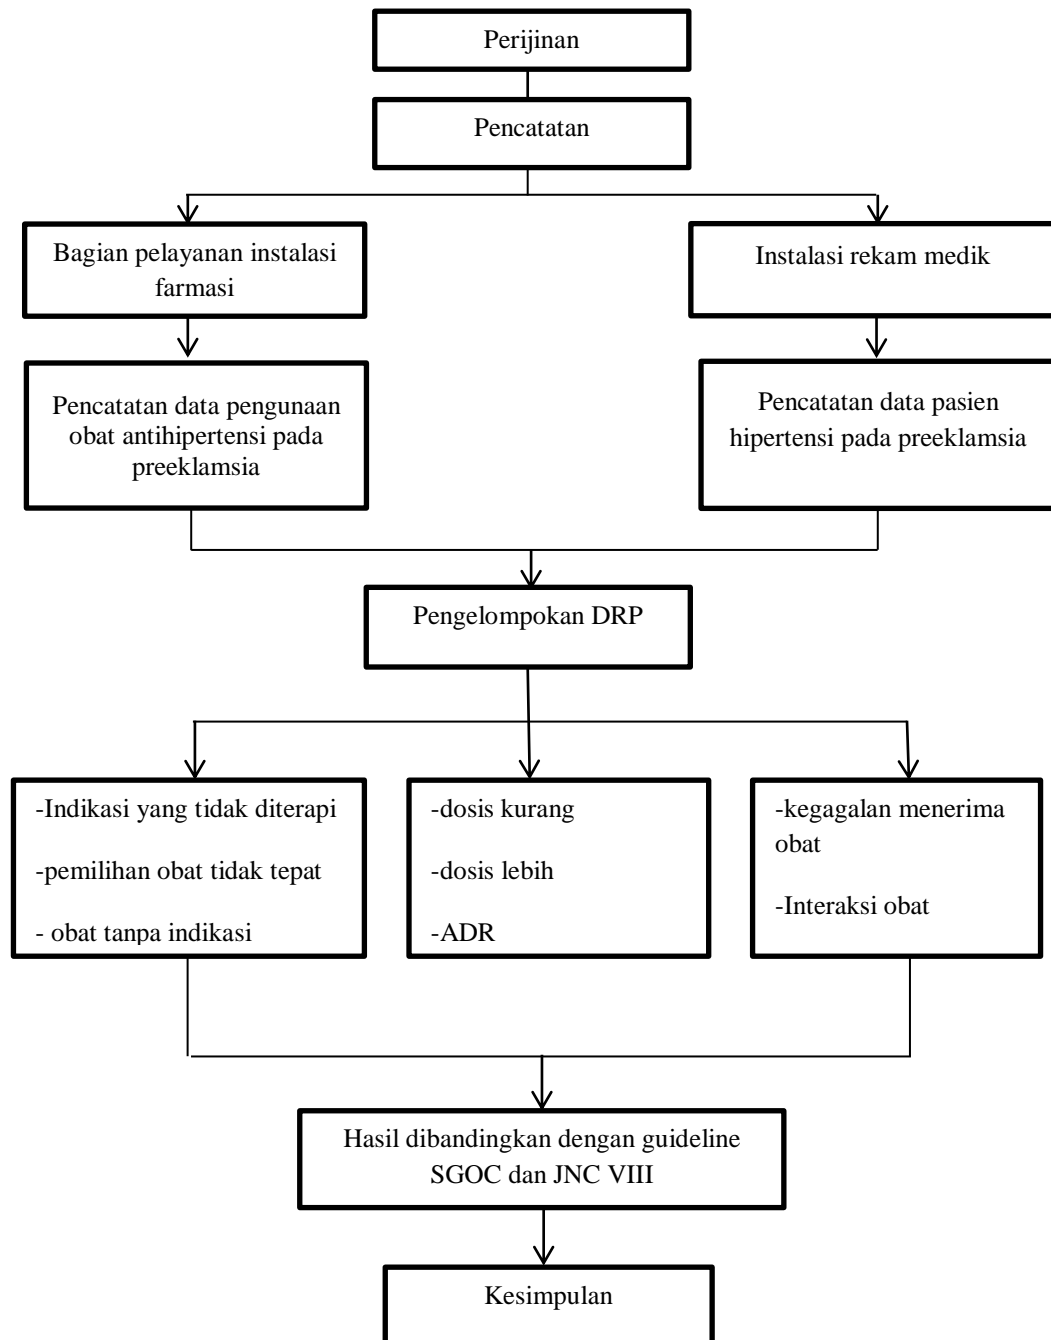 Perijinan
Pencatatan
Bagian pelayanan instalasi
farmasi
Instalasi rekam medik
Pencatatan data pengunaan
obat antihipertensi pada
preeklamsia
Pencatatan data pasien
hipertensi pada preeklamsia
Pengelompokan DRP
-Indikasi yang tidak diterapi
-pemilihan obat tidak tepat
- obat tanpa indikasi
-dosis kurang
-dosis lebih
-ADR
-kegagalan menerima
obat
-Interaksi obat
Hasil dibandingkan dengan guideline
SGOC dan JNC VIII
Kesimpulan